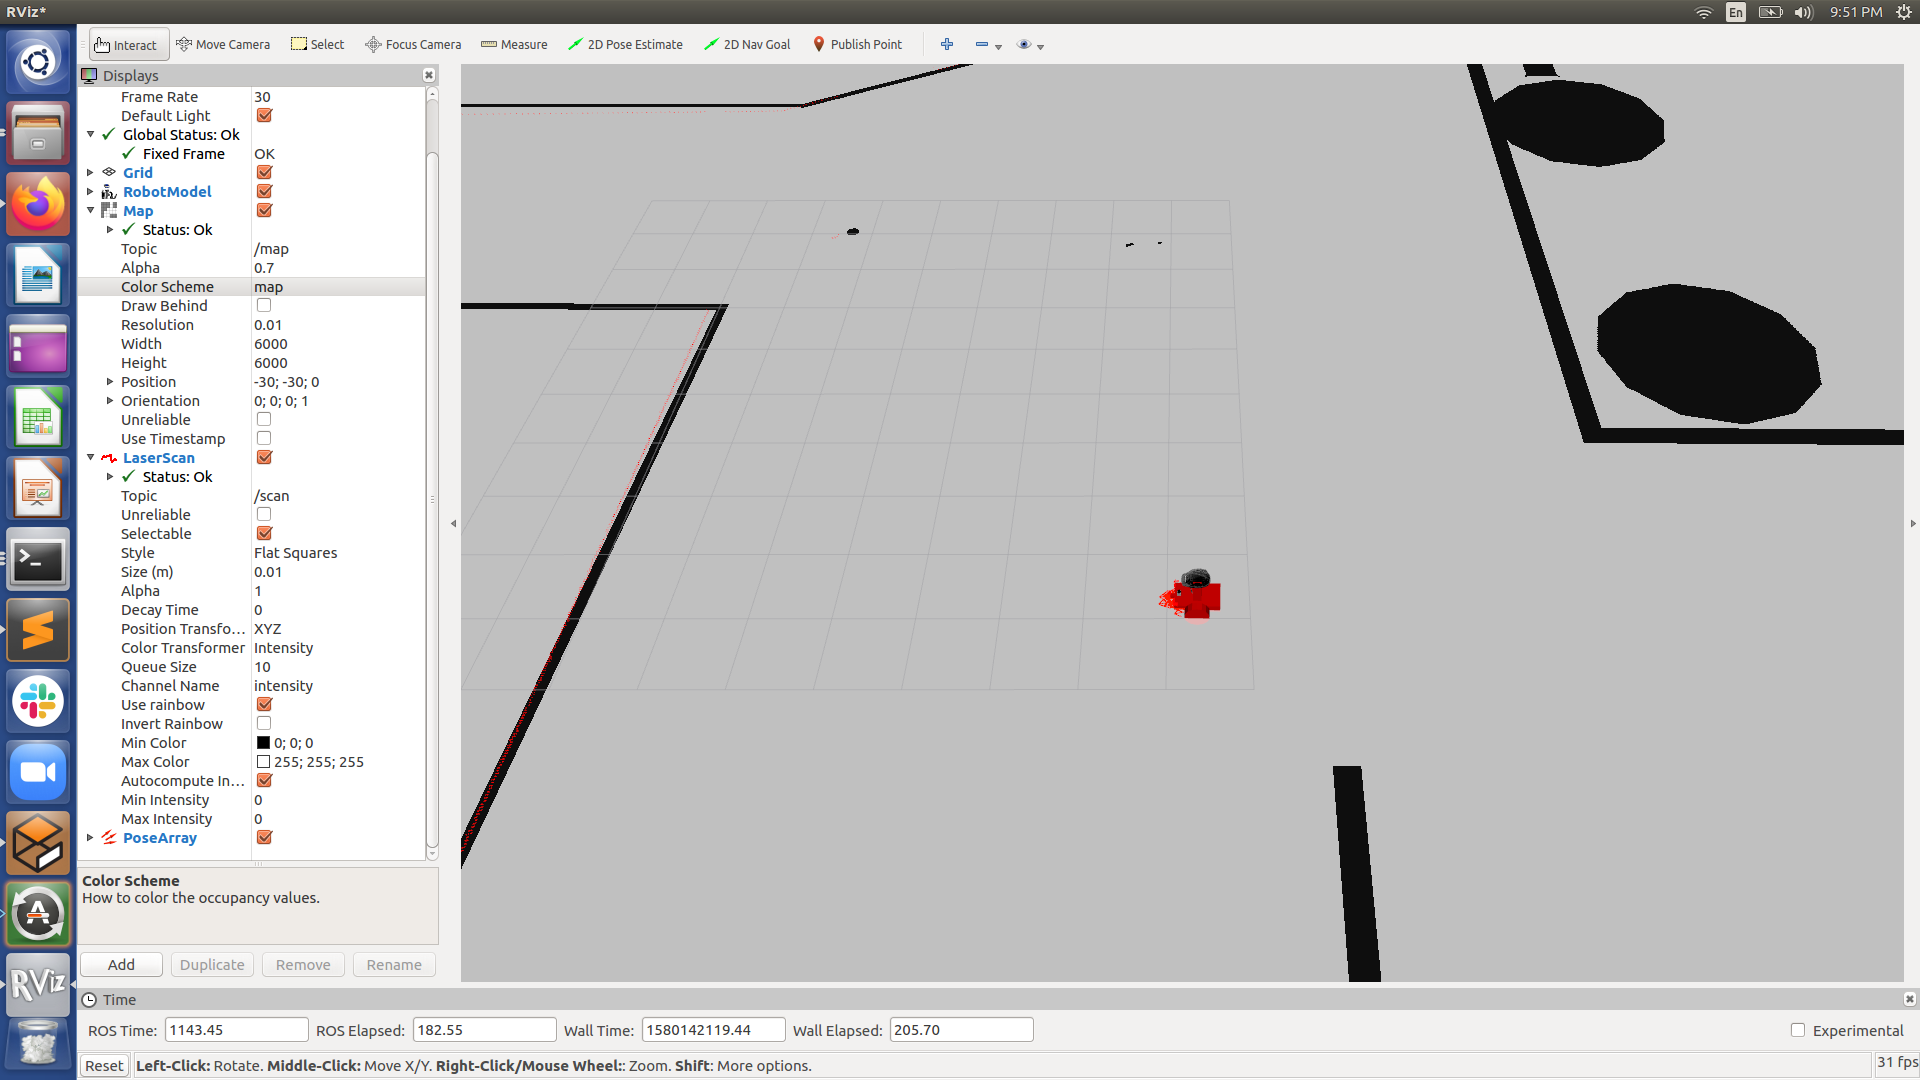 RViz*
En
9:51 PM
Interact
Move Camera
Select
Focus Camera
Measure
2D Pose Estimate
2D Nav Goal
Publish Point
Displays
Frame Rate 30
Default Light
Global Status: Ok
Fixed Frame OK
Grid
RobotModel
Map
Status: Ok
Topic /map
Alpha 0.7
Color Scheme map
Draw Behind
Resolution 0.01
Width 6000
Height 6000
Position -30; -30; 0
Orientation 0; 0; 0; 1
Unreliable
Use Timestamp
LaserScan
Status: Ok
Topic /scan
Unreliable
Selectable
Style Flat Squares
Size (m) 0.01
Alpha 1
Decay Time 0
Position Transfo... XYZ
Color Transformer Intensity
Queue Size 10
Channel Name intensity
Use rainbow
Invert Rainbow
Min Color 0; 0; 0
Max Color 255; 255; 255
Autocompute In...
Min Intensity 0
Max Intensity 0
PoseArray
Color Scheme
How to color the occupancy values.
Add Duplicate Remove Rename
RViz
Time
ROS Time: 1143.45 ROS Elapsed: 182.55 Wall Time: 1580142119.44 Wall Elapsed: 205.70 Experimental
Reset Left-Click: Rotate. Middle-Click: Move X/Y. Right-Click/Mouse Wheel:: Zoom. Shift: More options. 31 fps